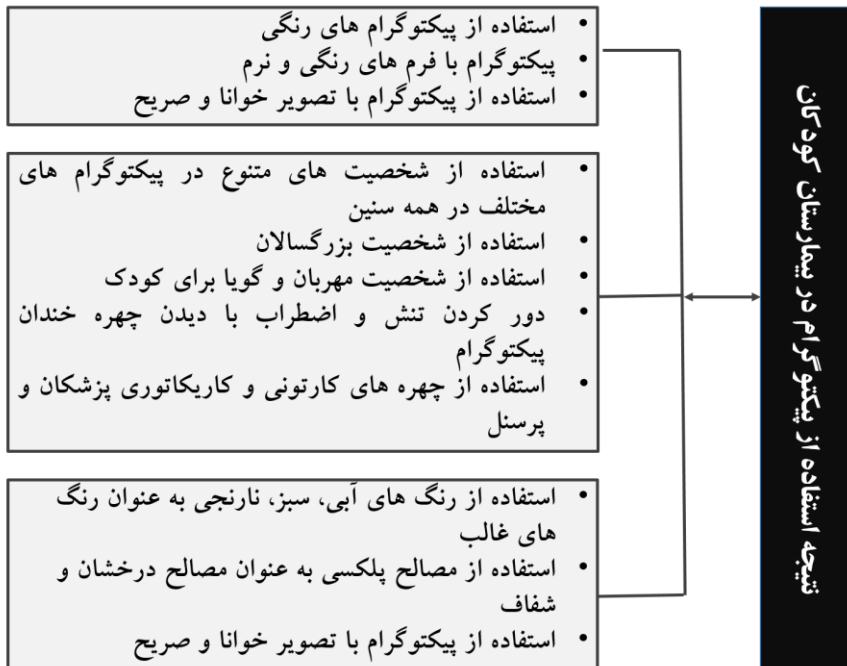 نتیجه استفاده از پیکتوگرام در بیمارستان کودکان
• استفاده از پیکتوگرام های رنگی
• پیکتوگرام با فرم های رنگی و نرم
• استفاده از پیکتوگرام با تصویر خوانا و صریح
• استفاده از شخصیت های متنوع در پیکتوگرام های
مختلف در همه سنین
• استفاده از شخصیت بزرگسالان
• استفاده از شخصیت مهربان و گویا برای کودک
• دور کردن تنش و اضطراب با دیدن چهره خندان
پیکتوگرام
• استفاده از چهره های کارتونی و کاریکاتوری پزشکان و
پرسنل
• استفاده از رنگ های آبی، سبز، نارنجی به عنوان رنگ
های غالب
• استفاده از مصالح پلکسی به عنوان مصالح درخشان و
شفاف
• استفاده از پیکتوگرام با تصویر خوانا و صریح